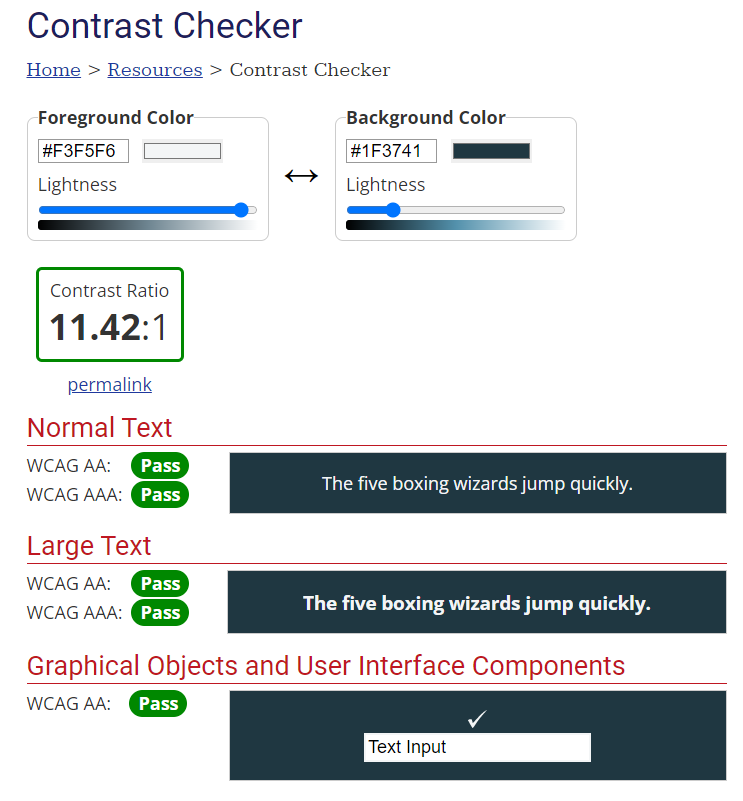 Contrast Checker
Home > Resources > Contrast Checker
Foreground Color
#F3F5F6
Lightness
Background Color
#1F3741
Lightness
Contrast Ratio
11.42:1
permalink
Normal Text
WCAG AA: Pass
WCAG AAA: Pass
The five boxing wizards jump quickly.
Large Text
WCAG AA: Pass
WCAG AAA: Pass
The five boxing wizards jump quickly.
Graphical Objects and User Interface Components
WCAG AA: Pass
✓
Text Input